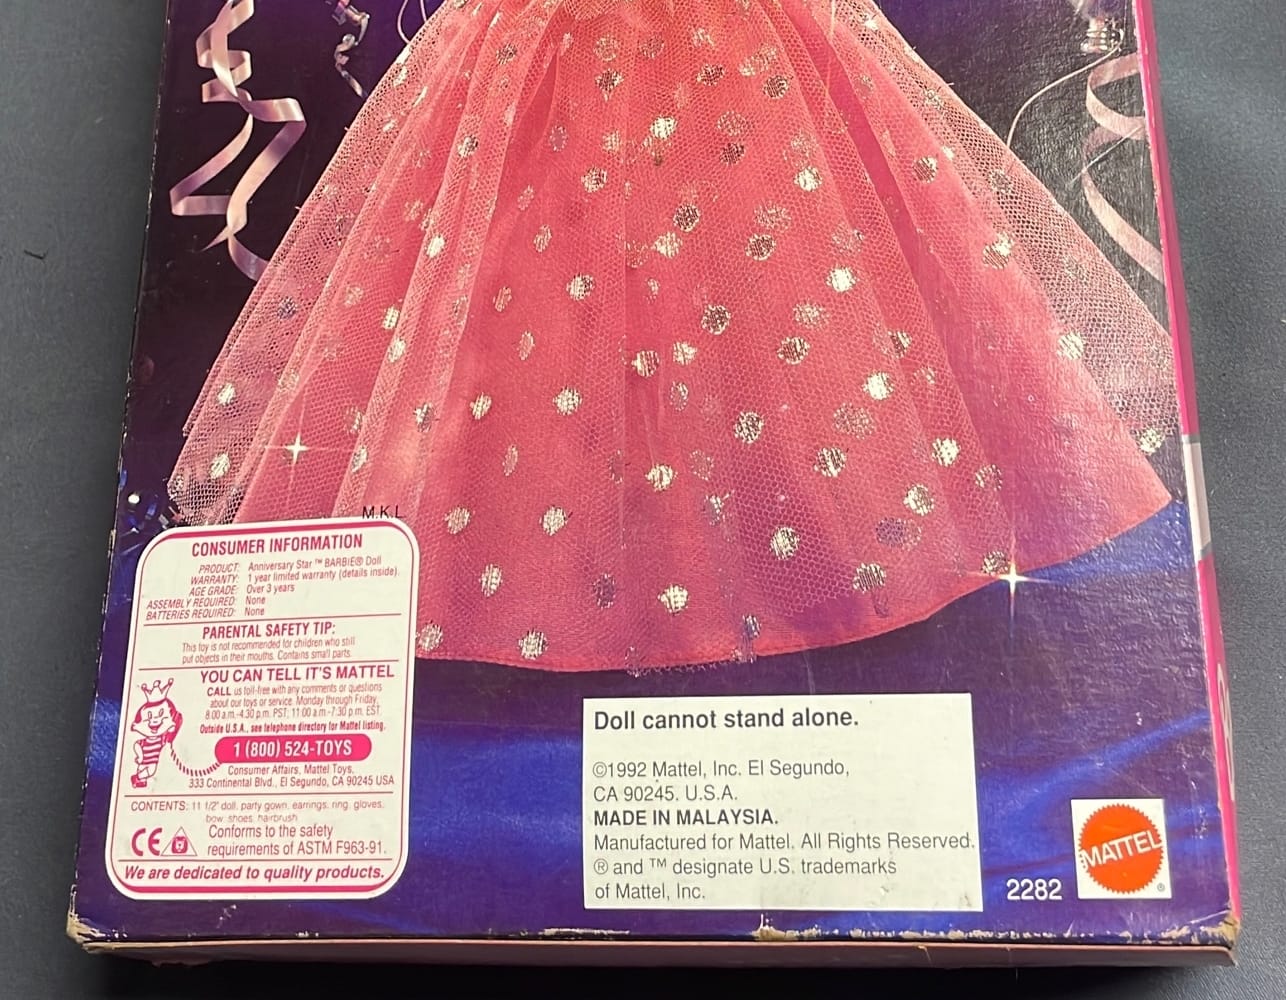 M.K.L
CONSUMER INFORMATION
PRODUCT: Anniversary Star ™ BARBIE® Doll
WARRANTY: 1 year limited warranty (details inside).
AGE GRADE: Over 3 years
ASSEMBLY REQUIRED: None
BATTERIES REQUIRED: None
PARENTAL SAFETY TIP:
This toy is not recommended for children who still
put objects in their mouths. Contains small parts.
YOU CAN TELL IT'S MATTEL
CALL us toll-free with any comments or questions
about our toys or service. Monday through Friday,
8:00 a.m.-4:30 p.m. PST; 11:00 a.m.-7:30 p.m. EST.
Outside U.S.A., see telephone directory for Mattel listing.
1 (800) 524-TOYS
Consumer Affairs, Mattel Toys,
333 Continental Blvd., El Segundo, CA 90245 USA
CONTENTS: 11 1/2" doll, party gown, earrings, ring, gloves,
bow, shoes, hairbrush
CE
Conforms to the safety
requirements of ASTM F963-91.
We are dedicated to quality products.
Doll cannot stand alone.
©1992 Mattel, Inc. El Segundo,
CA 90245. U.S.A.
MADE IN MALAYSIA.
Manufactured for Mattel. All Rights Reserved.
® and ™ designate U.S. trademarks
of Mattel, Inc.
2282
MATTEL
®